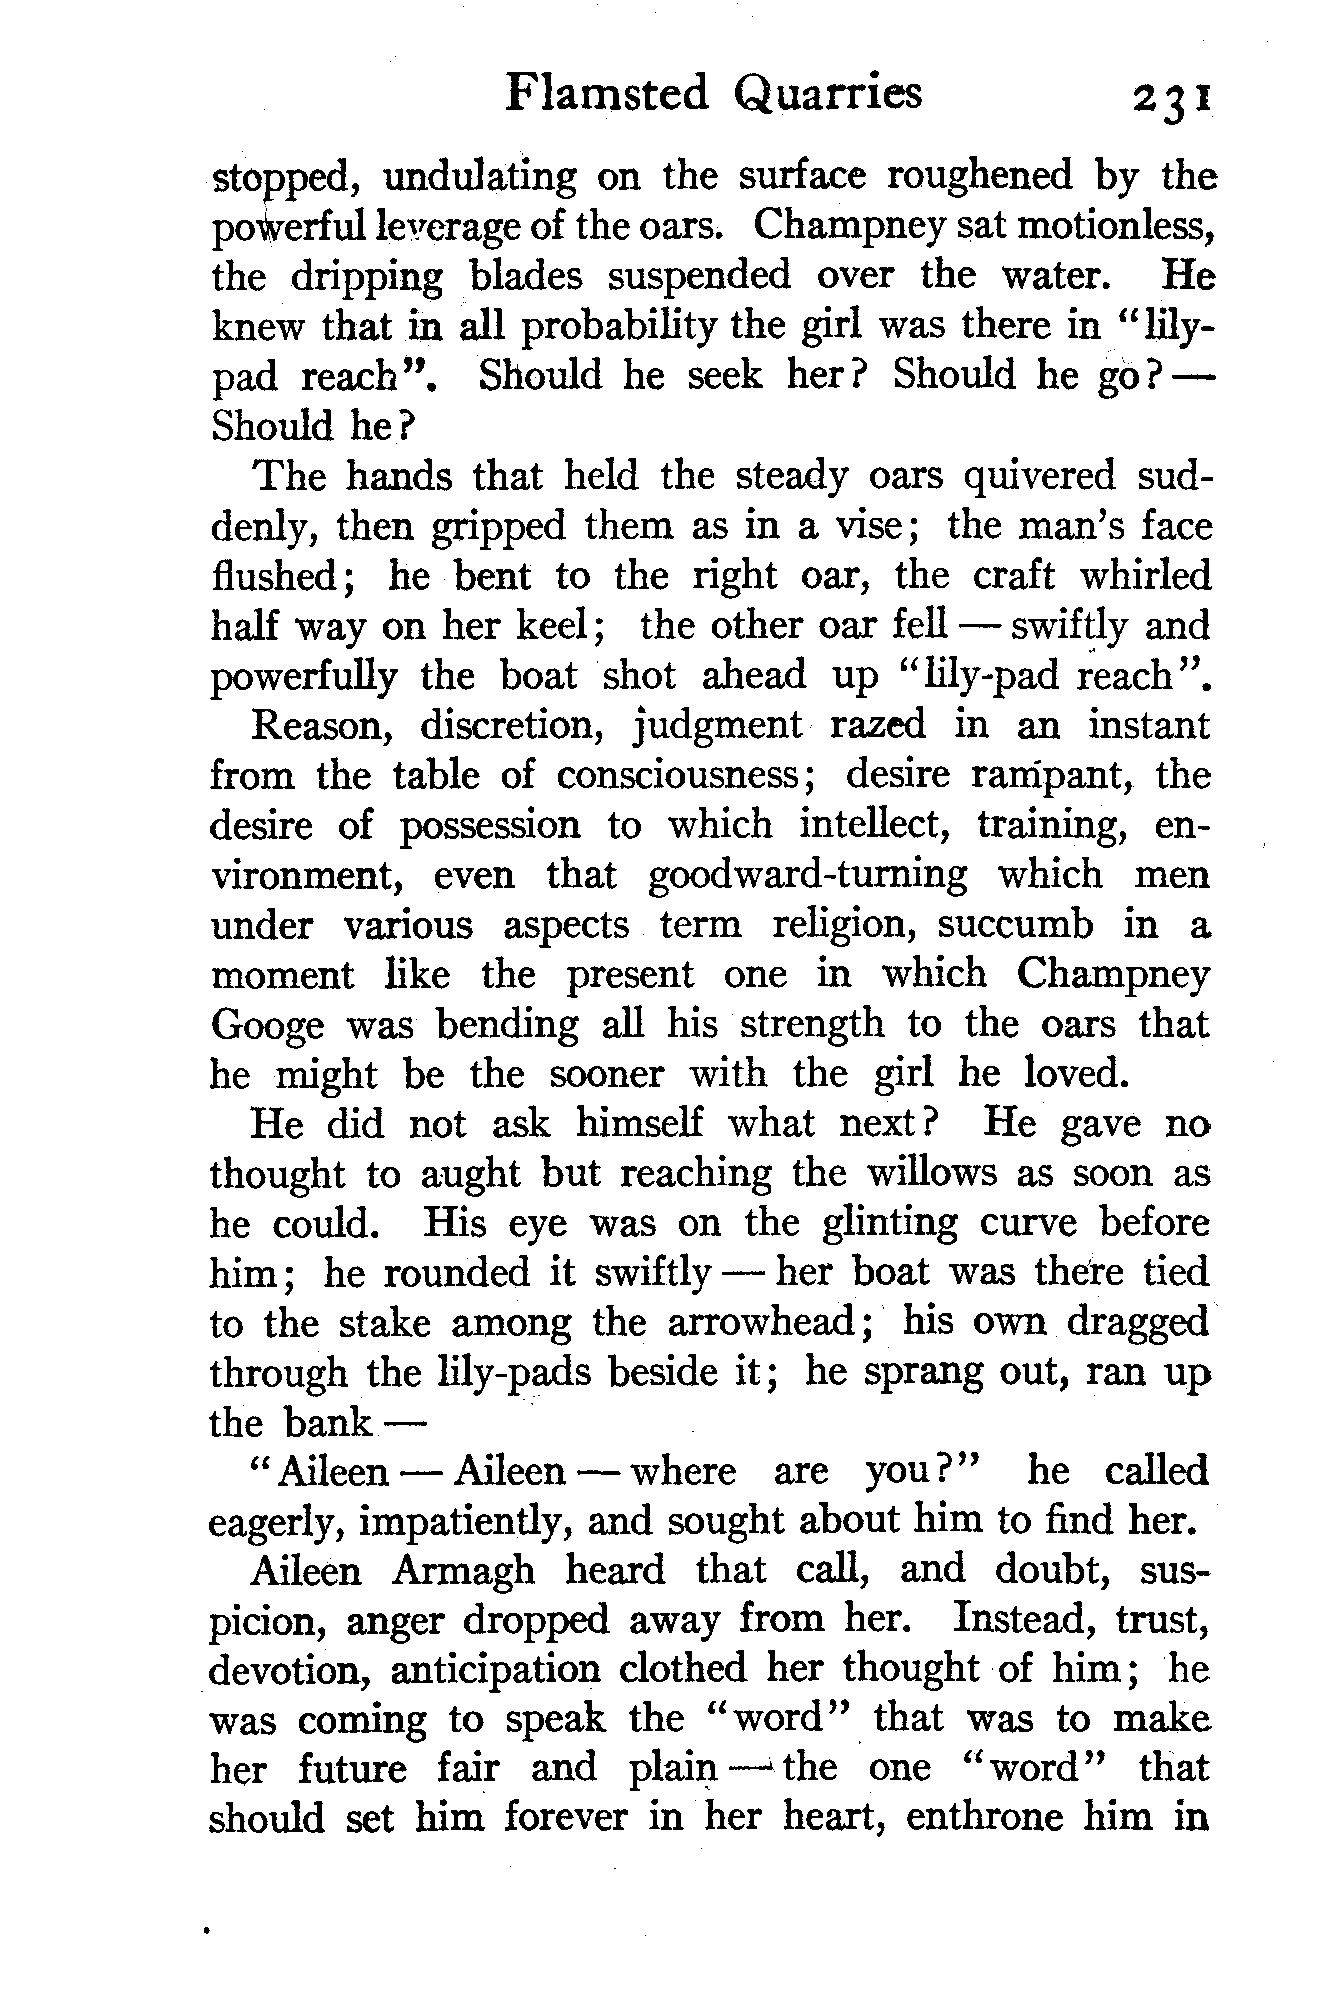 Flamsted Quarries 231
stopped, undulating on the surface roughened by the
powerful leverage of the oars. Champney sat motionless,
the dripping blades suspended over the water. He
knew that in all probability the girl was there in "lily-
pad reach". Should he seek her? Should he go?—
Should he?
The hands that held the steady oars quivered sud-
denly, then gripped them as in a vise; the man's face
flushed; he bent to the right oar, the craft whirled
half way on her keel; the other oar fell — swiftly and
powerfully the boat shot ahead up "lily-pad reach".
Reason, discretion, judgment razed in an instant
from the table of consciousness; desire rampant, the
desire of possession to which intellect, training, en-
vironment, even that goodward-turning which men
under various aspects term religion, succumb in a
moment like the present one in which Champney
Googe was bending all his strength to the oars that
he might be the sooner with the girl he loved.
He did not ask himself what next? He gave no
thought to aught but reaching the willows as soon as
he could. His eye was on the glinting curve before
him; he rounded it swiftly — her boat was there tied
to the stake among the arrowhead; his own dragged
through the lily-pads beside it; he sprang out, ran up
the bank —
"Aileen — Aileen — where are you?" he called
eagerly, impatiently, and sought about him to find her.
Aileen Armagh heard that call, and doubt, sus-
picion, anger dropped away from her. Instead, trust,
devotion, anticipation clothed her thought of him; he
was coming to speak the "word" that was to make
her future fair and plain — the one "word" that
should set him forever in her heart, enthrone him in